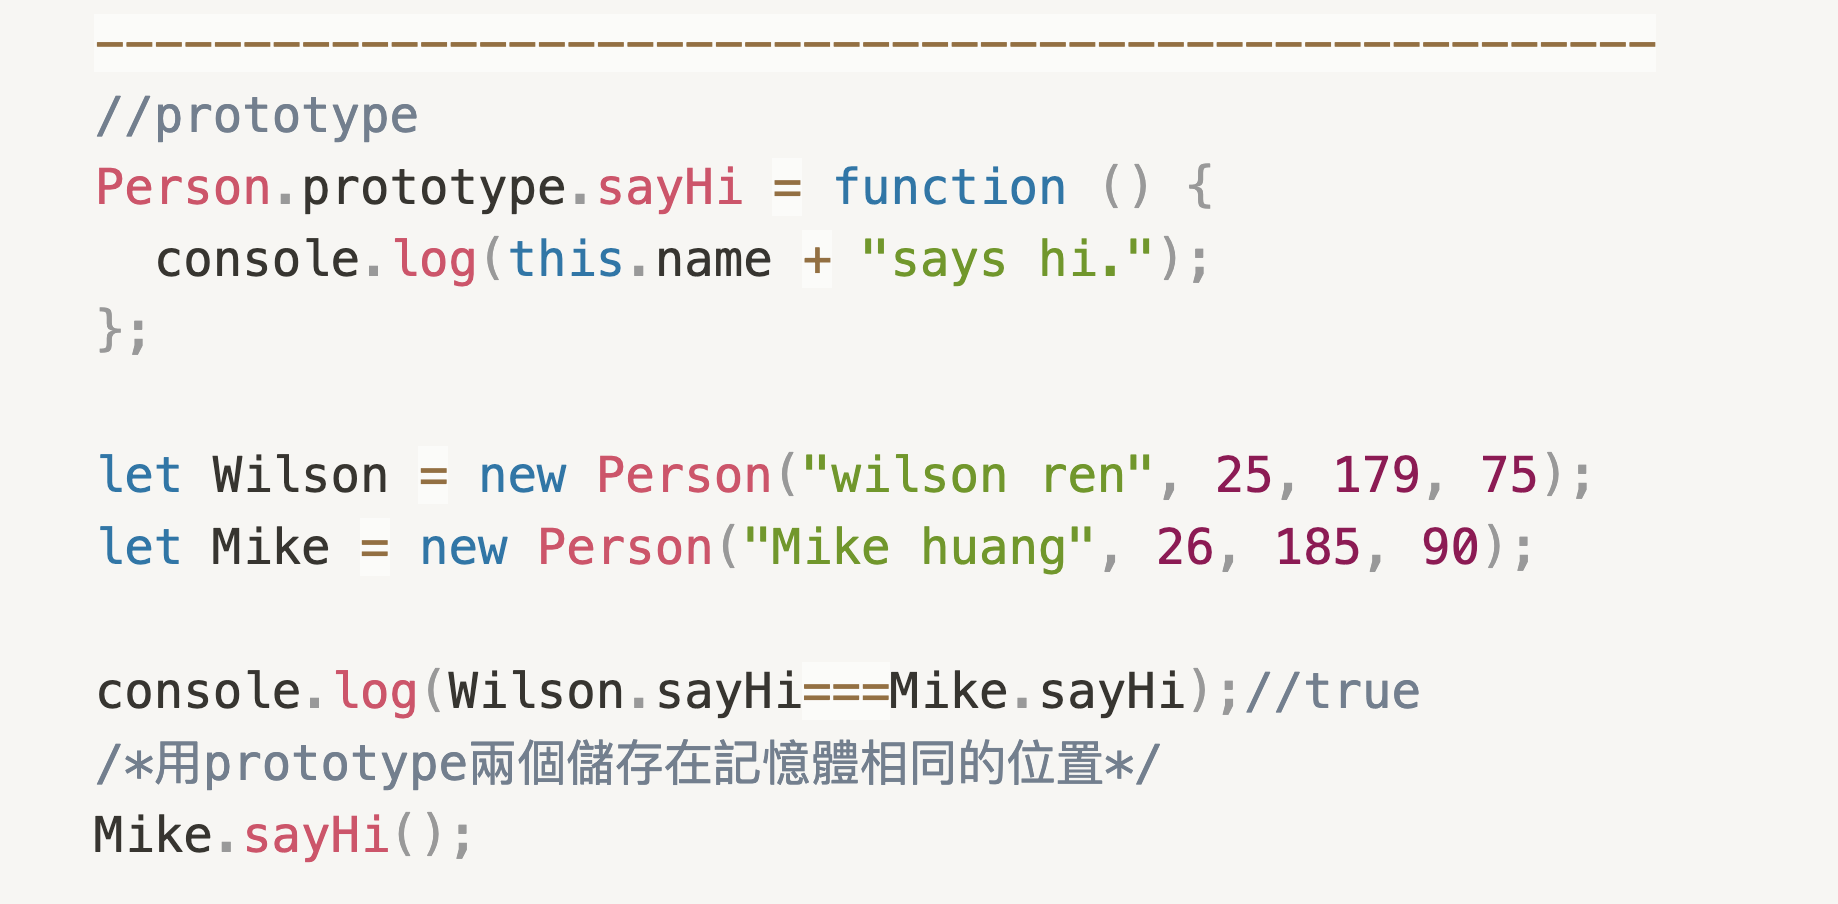 -----------------------------------------------------
//prototype
Person.prototype.sayHi = function () {
  console.log(this.name + "says hi.");
};
let Wilson = new Person("wilson ren", 25, 179, 75);
let Mike = new Person("Mike huang", 26, 185, 90);
console.log(Wilson.sayHi===Mike.sayHi);//true
/*用prototype兩個儲存在記憶體相同的位置*/
Mike.sayHi();